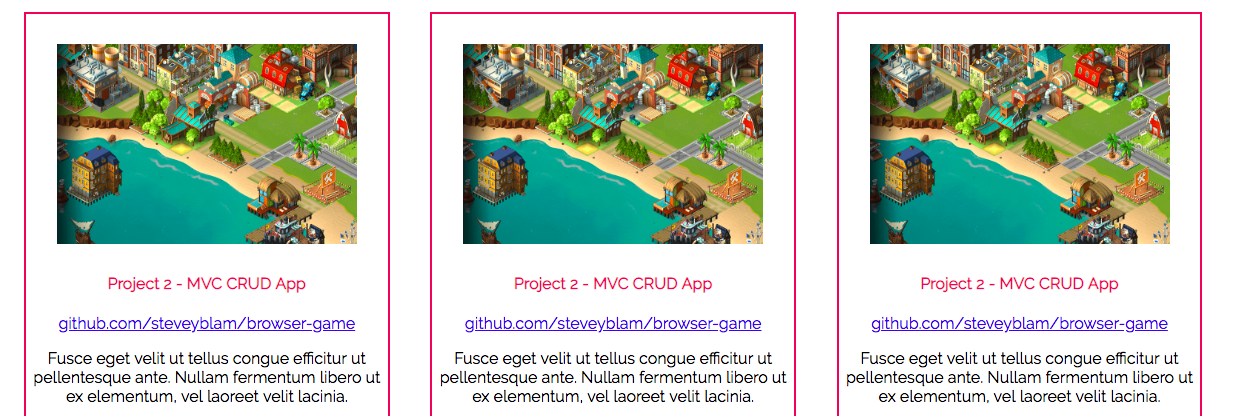 Project 2 - MVC CRUD App
github.com/steveyblam/browser-game
Fusce eget velit ut tellus congue efficitur ut
pellentesque ante. Nullam fermentum libero ut
ex elementum, vel laoreet velit lacinia.
Project 2 - MVC CRUD App
github.com/steveyblam/browser-game
Fusce eget velit ut tellus congue efficitur ut
pellentesque ante. Nullam fermentum libero ut
ex elementum, vel laoreet velit lacinia.
Project 2 - MVC CRUD App
github.com/steveyblam/browser-game
Fusce eget velit ut tellus congue efficitur ut
pellentesque ante. Nullam fermentum libero ut
ex elementum, vel laoreet velit lacinia.